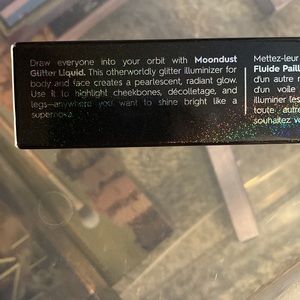 Draw everyone into your orbit with Moondust
Glitter Liquid. This otherworldly glitter illuminizer for
body and face creates a pearlescent, radiant glow.
Use it to highlight cheekbones, décolletage, and
legs—anywhere you want to shine bright like a
supernova.
Mettez-leur
Fluide Paill
d'un autre
d'un voile
illuminer les
toute autre
souhaitez